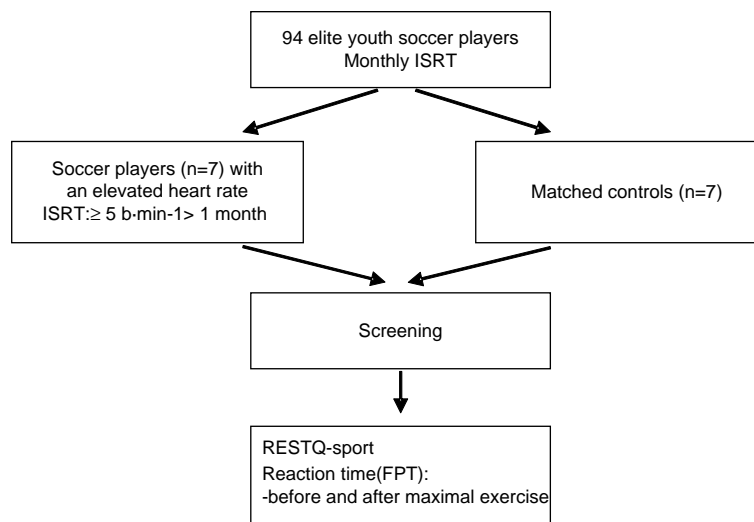 94 elite youth soccer players
Monthly ISRT
Soccer players (n=7) with
an elevated heart rate
ISRT:≥ 5 b·min-1> 1 month
Matched controls (n=7)
Screening
RESTQ-sport
Reaction time(FPT):
-before and after maximal exercise